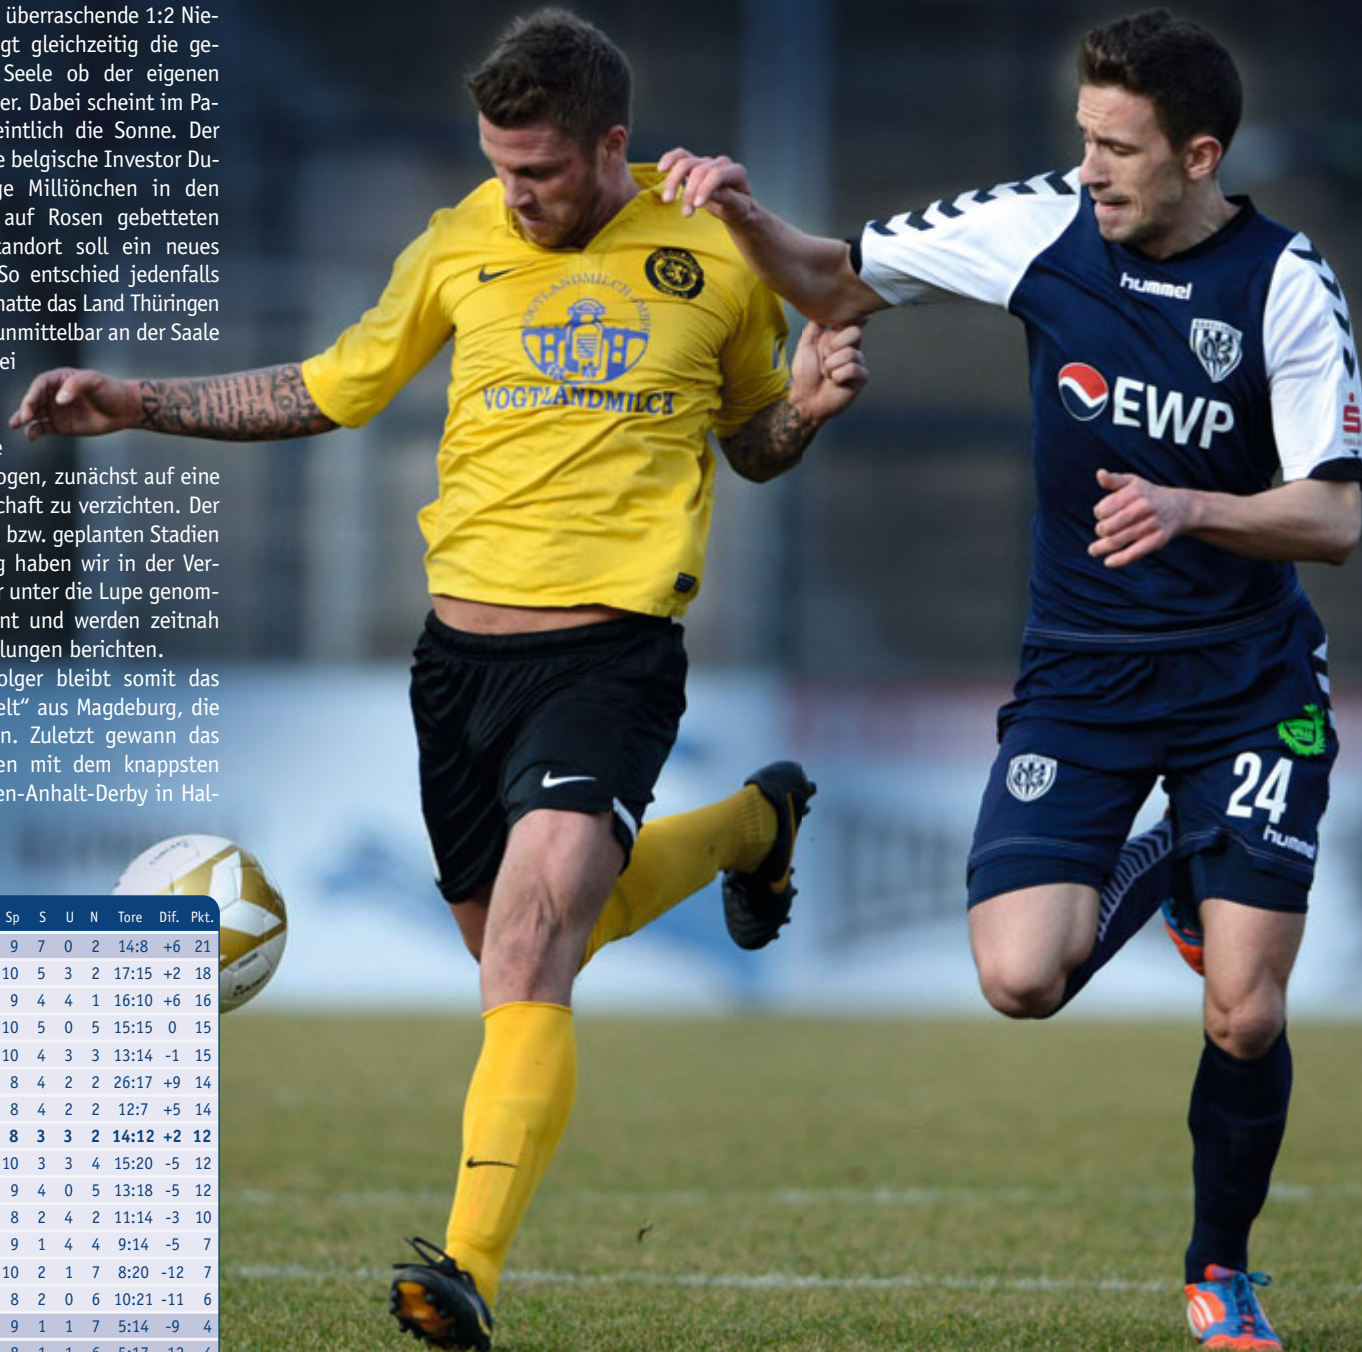 überraschende 1:2 Nie-
gt gleichzeitig die ge-
Seele ob der eigenen
er. Dabei scheint im Pa-
eintlich die Sonne. Der
e belgische Investor Du-
ge Milliönchen in den
auf Rosen gebetteten
tandort soll ein neues
So entschied jedenfalls
hatte das Land Thüringen
unmittelbar an der Saale
ei
e
ogen, zunächst auf eine
chaft zu verzichten. Der
bzw. geplanten Stadien
g haben wir in der Ver-
r unter die Lupe genom-
nt und werden zeitnah
lungen berichten.
olger bleibt somit das
elt“ aus Magdeburg, die
n. Zuletzt gewann das
en mit dem knappsten
en-Anhalt-Derby in Hal-
Sp S U N Tore Dif. Pkt.
9 7 0 2 14:8 +6 21
10 5 3 2 17:15 +2 18
9 4 4 1 16:10 +6 16
10 5 0 5 15:15 0 15
10 4 3 3 13:14 -1 15
8 4 2 2 26:17 +9 14
8 4 2 2 12:7 +5 14
8 3 3 2 14:12 +2 12
10 3 3 4 15:20 -5 12
9 4 0 5 13:18 -5 12
8 2 4 2 11:14 -3 10
9 1 4 4 9:14 -5 7
10 2 1 7 8:20 -12 7
8 2 0 6 10:21 -11 6
9 1 1 7 5:14 -9 4
8 1 1 6 5:17 -12 4
VOGTLANDMILCH
hummel
EWP
24
hummel